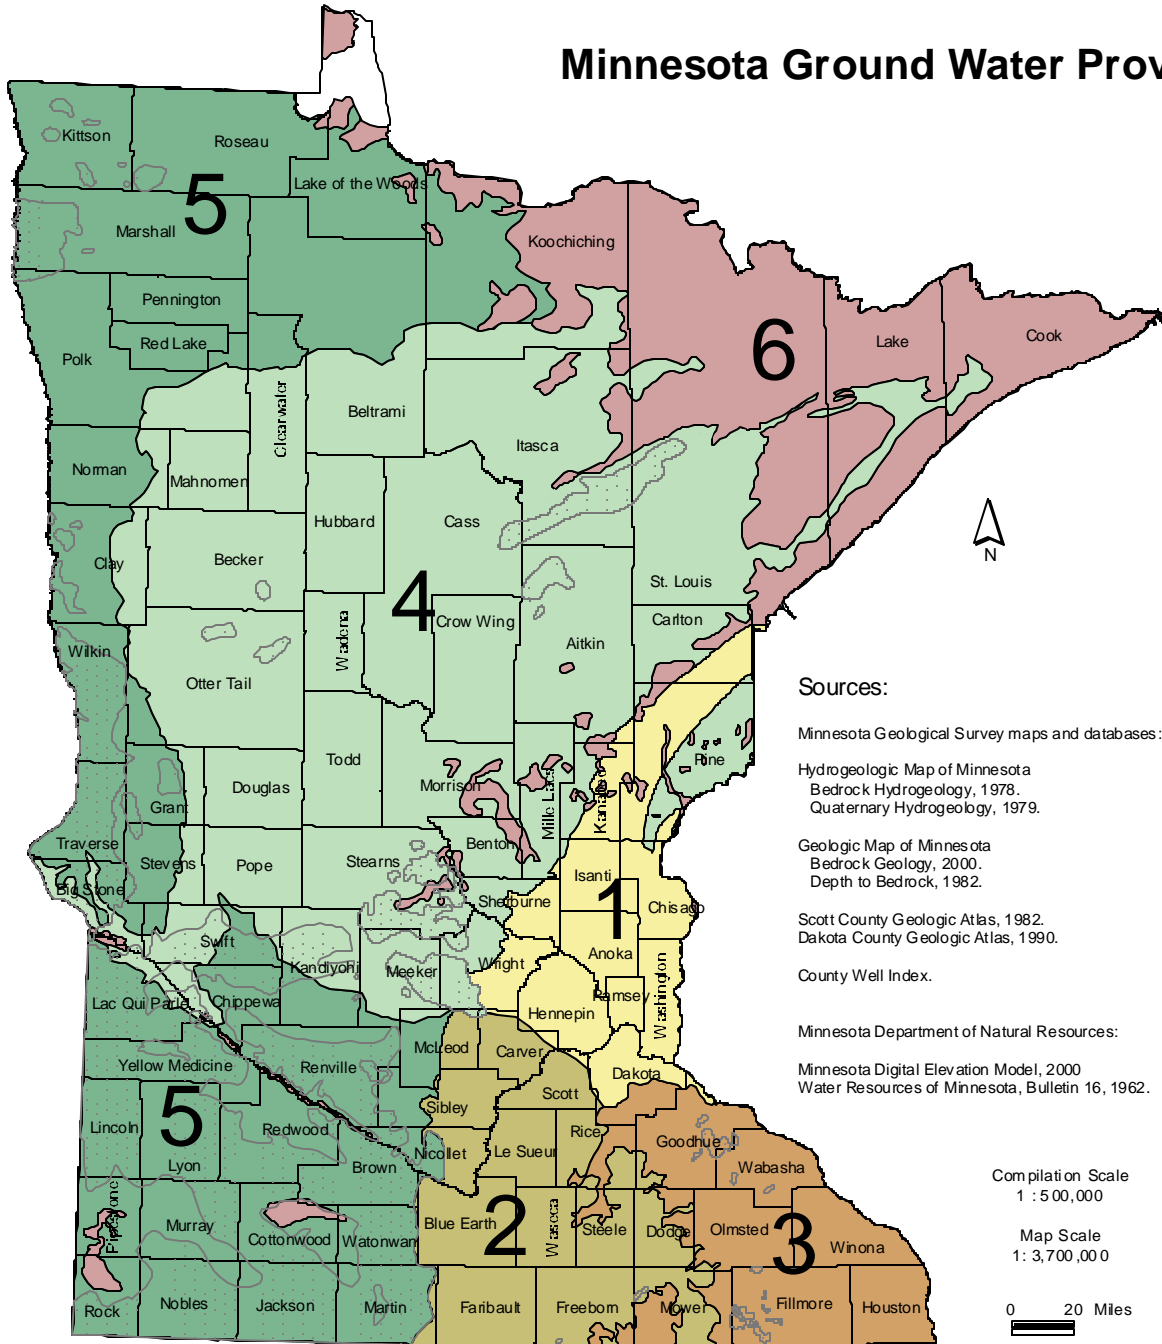 Minnesota Ground Water Prov
Kittson
Roseau
Lake of the Woods
5
Marshall
Koochiching
Pennington
Red Lake
Polk
6
Lake
Cook
Clearwater
Beltrami
Itasca
Norman
Mahnomen
Hubbard
Cass
Clay
Becker
N
St. Louis
4
Wadena
Crow Wing
Carlton
Aitkin
Wilkin
Otter Tail
Sources:
Minnesota Geological Survey maps and databases:
Todd
Pine
Hydrogeologic Map of Minnesota
Bedrock Hydrogeology, 1978.
Quaternary Hydrogeology, 1979.
Douglas
Morrison
Mille Lacs
Kanabec
Grant
Traverse
Stevens
Pope
Stearns
Benton
Geologic Map of Minnesota
Bedrock Geology, 2000.
Depth to Bedrock, 1982.
Big Stone
Isanti
Sherburne
1
Chisago
Scott County Geologic Atlas, 1982.
Dakota County Geologic Atlas, 1990.
Swift
Kandiyohi
Meeker
Wright
Anoka
Washington
County Well Index.
Lac Qui Parle
Chippewa
Ramsey
Hennepin
Minnesota Department of Natural Resources:
McLeod
Carver
Yellow Medicine
Renville
Dakota
Minnesota Digital Elevation Model, 2000
Water Resources of Minnesota, Bulletin 16, 1962.
Scott
Sibley
5
Lincoln
Redwood
Rice
Goodhue
Lyon
Brown
Nicollet
Le Sueur
Wabasha
Compilation Scale
1 : 500,000
Pipestone
Murray
Cottonwood
Watonwan
Blue Earth
2
Waseca
Steele
Dodge
Olmsted
3
Winona
Map Scale
1: 3,700,000
Rock
Nobles
Jackson
Martin
Faribault
Freeborn
Mower
Fillmore
Houston
0 20 Miles